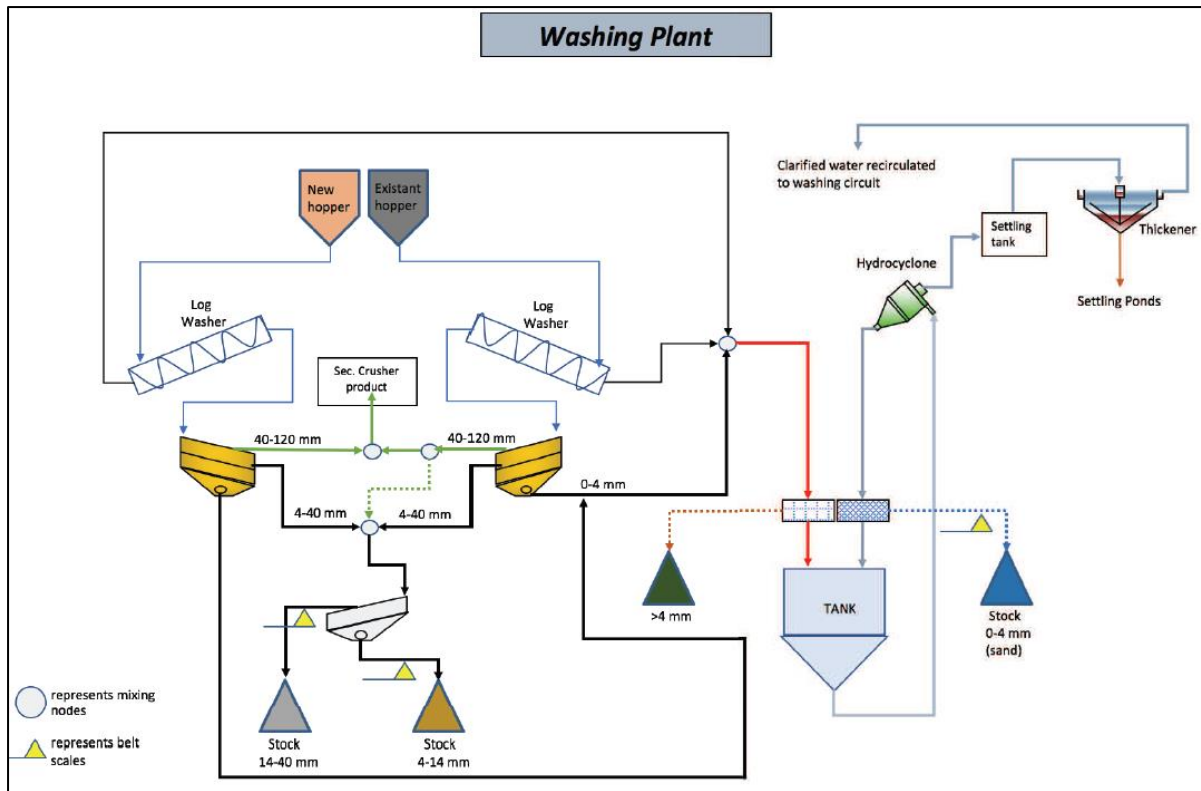 Washing Plant
Clarified water recirculated
to washing circuit
New
hopper
Existant
hopper
Settling
tank
Thickener
Hydrocyclone
Settling Ponds
Log
Washer
Log
Washer
Sec. Crusher
product
40-120 mm
40-120 mm
0-4 mm
4-40 mm
4-40 mm
>4 mm
TANK
Stock
0-4 mm
(sand)
represents mixing
nodes
represents belt
scales
Stock
14-40 mm
Stock
4-14 mm